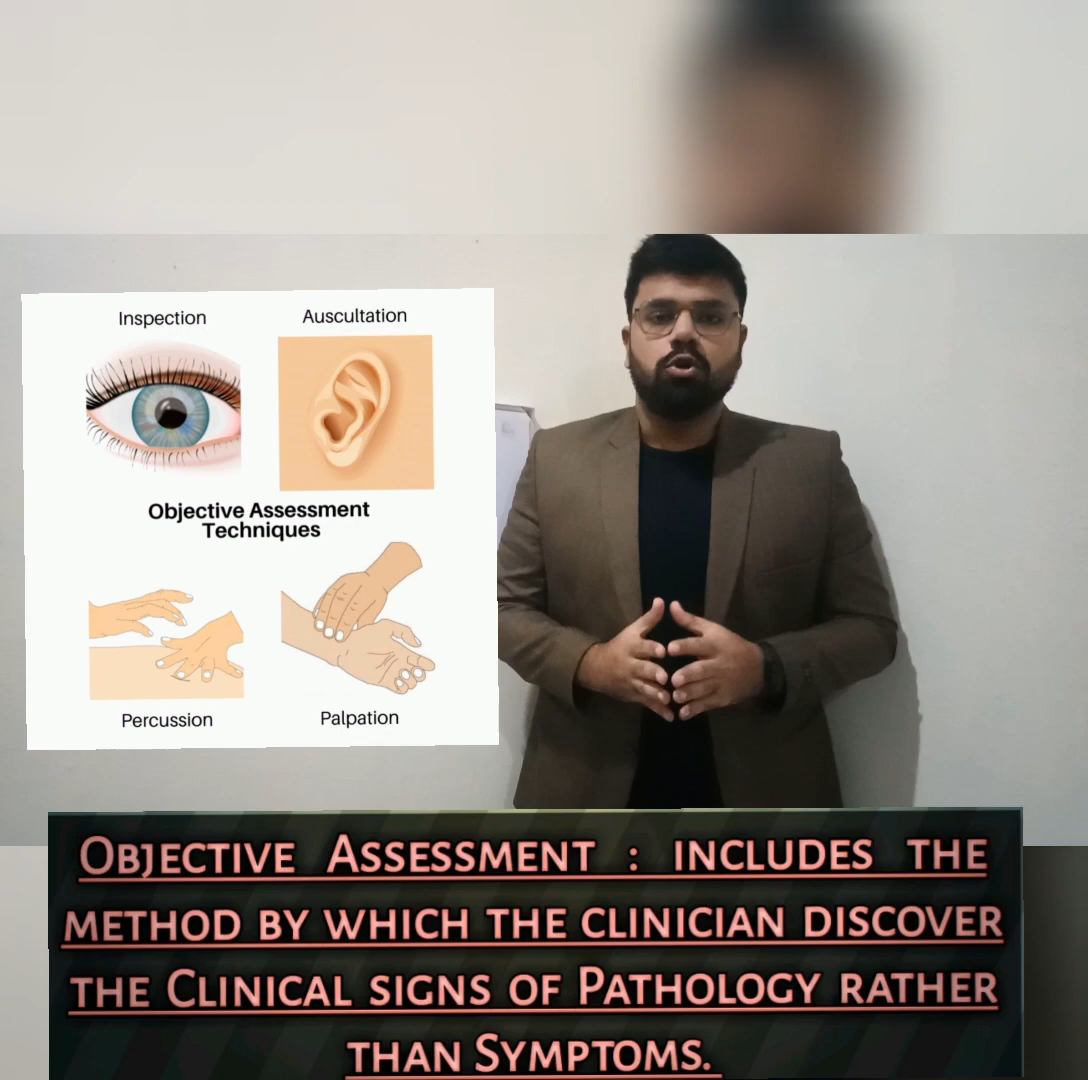 Inspection
Auscultation
Objective Assessment
Techniques
Percussion
Palpation
OBJECTIVE ASSESSMENT : INCLUDES THE
METHOD BY WHICH THE CLINICIAN DISCOVER
THE CLINICAL SIGNS OF PATHOLOGY RATHER
THAN SYMPTOMS.